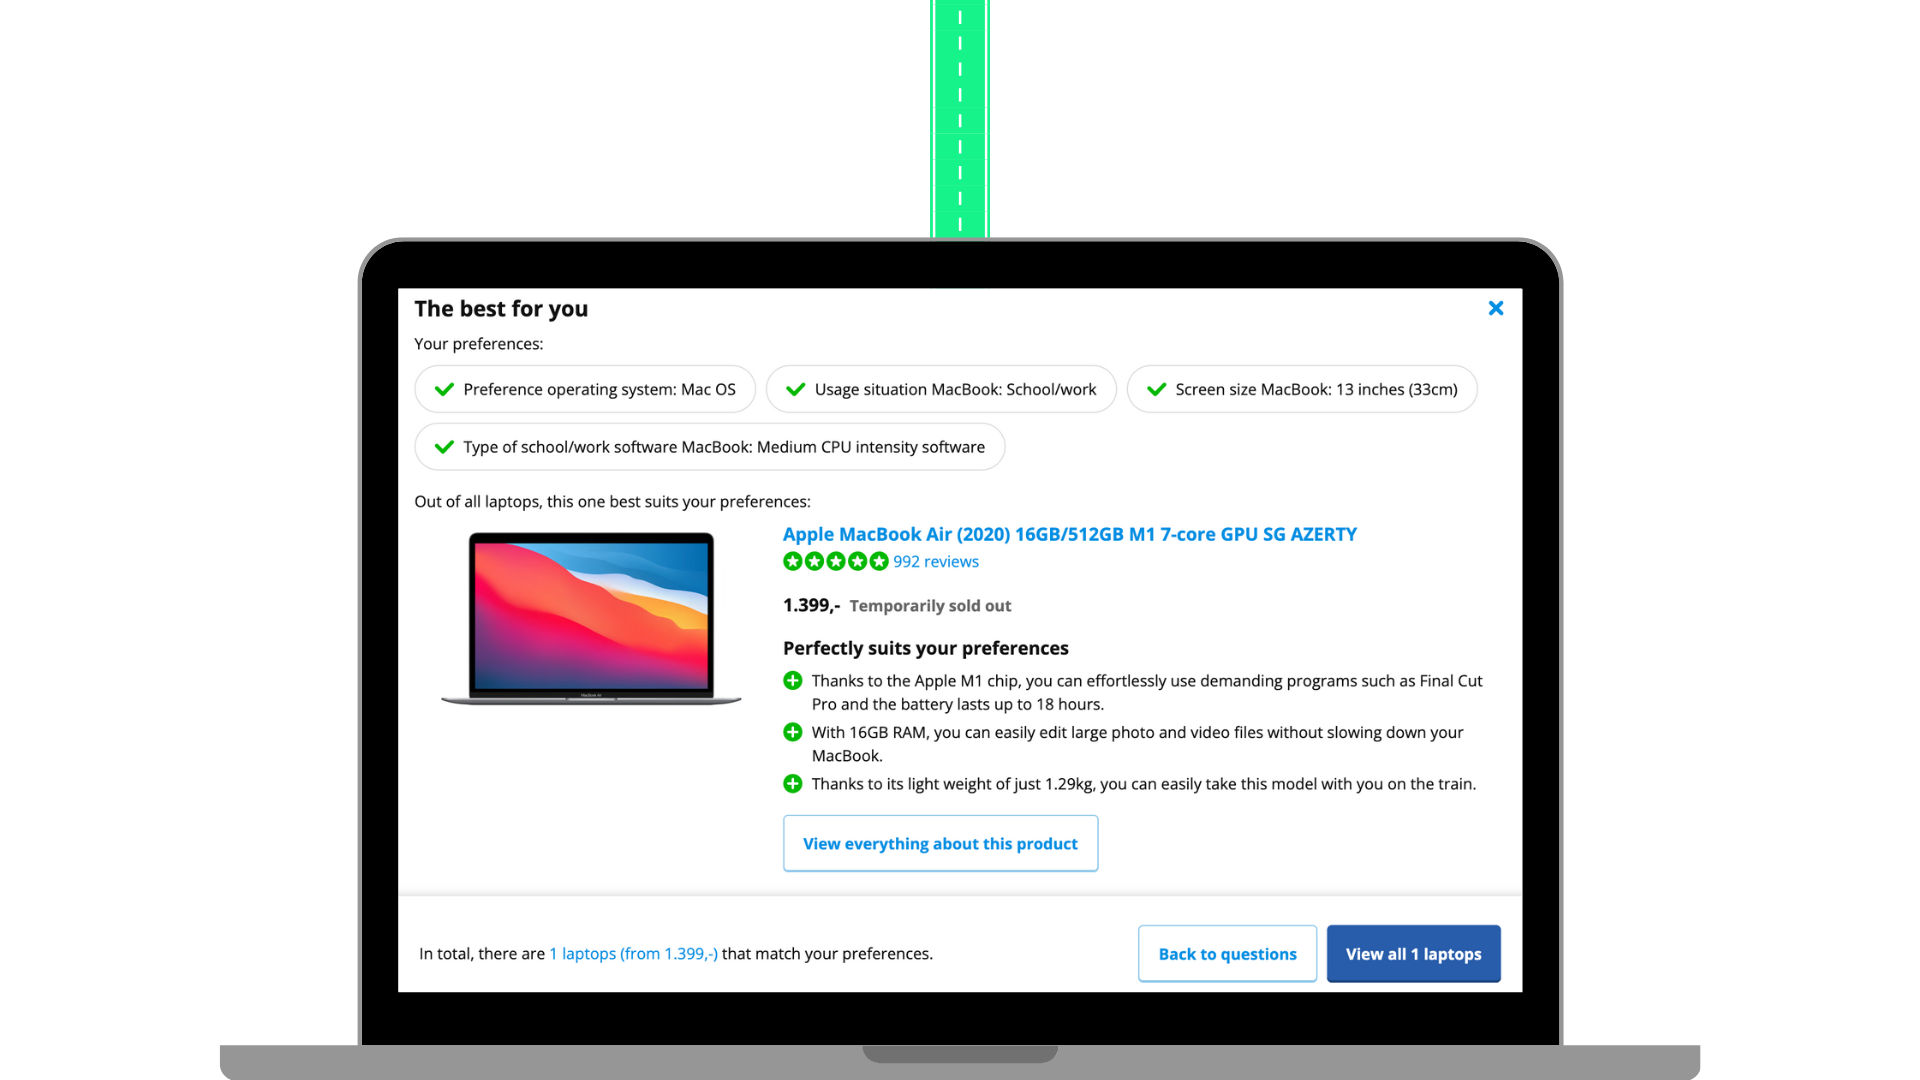 The best for you
Your preferences:
Preference operating system: Mac OS
Usage situation MacBook: School/work
Screen size MacBook: 13 inches (33cm)
Type of school/work software MacBook: Medium CPU intensity software
Out of all laptops, this one best suits your preferences:
Apple MacBook Air (2020) 16GB/512GB M1 7-core GPU SG AZERTY
992 reviews
1.399,- Temporarily sold out
Perfectly suits your preferences
Thanks to the Apple M1 chip, you can effortlessly use demanding programs such as Final Cut
Pro and the battery lasts up to 18 hours.
With 16GB RAM, you can easily edit large photo and video files without slowing down your
MacBook.
Thanks to its light weight of just 1.29kg, you can easily take this model with you on the train.
MacBook Air
View everything about this product
In total, there are 1 laptops (from 1.399,-) that match your preferences.
Back to questions
View all 1 laptops